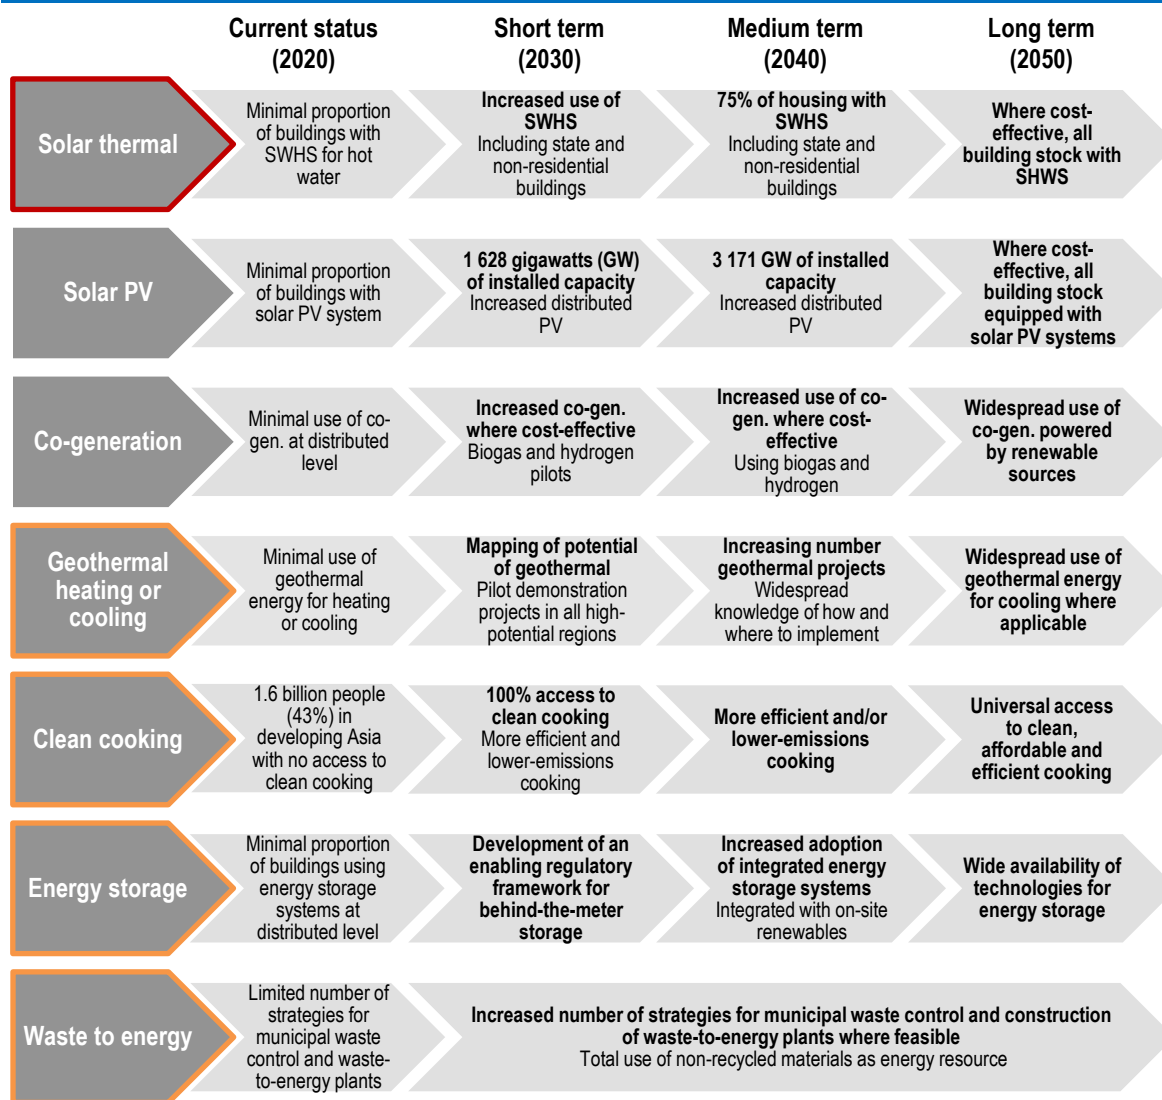 Current status
(2020)
Short term
(2030)
Medium term
(2040)
Long term
(2050)
Solar thermal
Minimal proportion
of buildings with
SWHS for hot
water
Increased use of
SWHS
Including state and
non-residential
buildings
75% of housing with
SWHS
Including state and
non-residential
buildings
Where cost-
effective, all
building stock with
SHWS
Solar PV
Minimal proportion
of buildings with
solar PV system
1 628 gigawatts (GW)
of installed capacity
Increased distributed
PV
3 171 GW of installed
capacity
Increased distributed
PV
Where cost-
effective, all
building stock
equipped with
solar PV systems
Co-generation
Minimal use of co-
gen. at distributed
level
Increased co-gen.
where cost-effective
Biogas and hydrogen
pilots
Increased use of co-
gen. where cost-
effective
Using biogas and
hydrogen
Widespread use of
co-gen. powered
by renewable
sources
Geothermal
heating or
cooling
Minimal use of
geothermal
energy for heating
or cooling
Mapping of potential
of geothermal
Pilot demonstration
projects in all high-
potential regions
Increasing number
geothermal projects
Widespread
knowledge of how and
where to implement
Widespread use of
geothermal energy
for cooling where
applicable
Clean cooking
1.6 billion people
(43%) in
developing Asia
with no access to
clean cooking
100% access to
clean cooking
More efficient and
lower-emissions
cooking
More efficient and/or
lower-emissions
cooking
Universal access
to clean,
affordable and
efficient cooking
Energy storage
Minimal proportion
of buildings using
energy storage
systems at
distributed level
Development of an
enabling regulatory
framework for
behind-the-meter
storage
Increased adoption
of integrated energy
storage systems
Integrated with on-site
renewables
Wide availability of
technologies for
energy storage
Waste to energy
Limited number of
strategies for
municipal waste
control and waste-
to-energy plants
Increased number of strategies for municipal waste control and construction
of waste-to-energy plants where feasible
Total use of non-recycled materials as energy resource